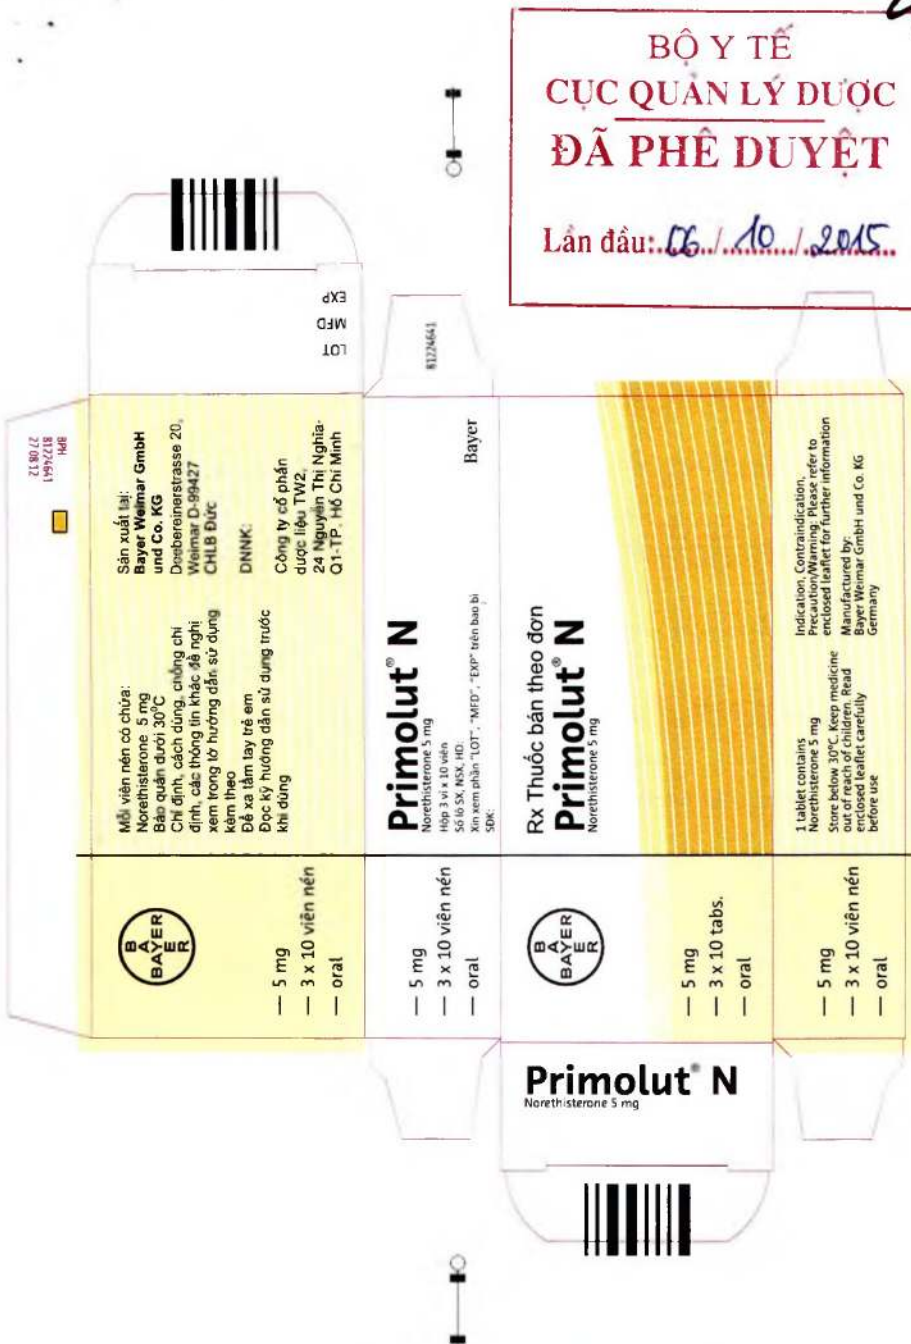 BỘ Y TẾ
CỤC QUẢN LÝ DƯỢC
ĐÃ PHÊ DUYỆT
Lần đầu: 06 / 10 / 2015
LOT
MFD
EXP
81224641
BPH
81224641
27.08.12
Mỗi viên nén có chứa:
Norethisterone 5 mg
Bảo quản dưới 30°C
Chỉ định, cách dùng, chống chỉ
định, các thông tin khác đề nghị
xem trong tờ hướng dẫn sử dụng
kèm theo
Để xa tầm tay trẻ em
Đọc kỹ hướng dẫn sử dụng trước
khi dùng
Sản xuất tại:
Bayer Weimar GmbH
und Co. KG
Doebereinerstrasse 20,
Weimar D-99427
CHLB Đức
DNNK:
Công ty cổ phần
dược liệu TW2,
24 Nguyễn Thị Nghĩa-
Q1-TP. Hồ Chí Minh
BAYER
BAYER
— 5 mg
— 3 x 10 viên nén
— oral
Primolut® N
Norethisterone 5 mg
Hộp 3 vỉ x 10 viên
Số lô SX, NSX, HD:
Xin xem phần "LOT", "MFD", "EXP" trên bao bì
SDK:
Bayer
— 5 mg
— 3 x 10 viên nén
— oral
Rx Thuốc bán theo đơn
Primolut® N
Norethisterone 5 mg
BAYER
BAYER
— 5 mg
— 3 x 10 tabs.
— oral
1 tablet contains
Norethisterone 5 mg
Store below 30°C. Keep medicine
out of reach of children. Read
enclosed leaflet carefully
before use
Indication, Contraindication,
Precaution/Warning: Please refer to
enclosed leaflet for further information
Manufactured by:
Bayer Weimar GmbH und Co. KG
Germany
— 5 mg
— 3 x 10 viên nén
— oral
Primolut® N
Norethisterone 5 mg